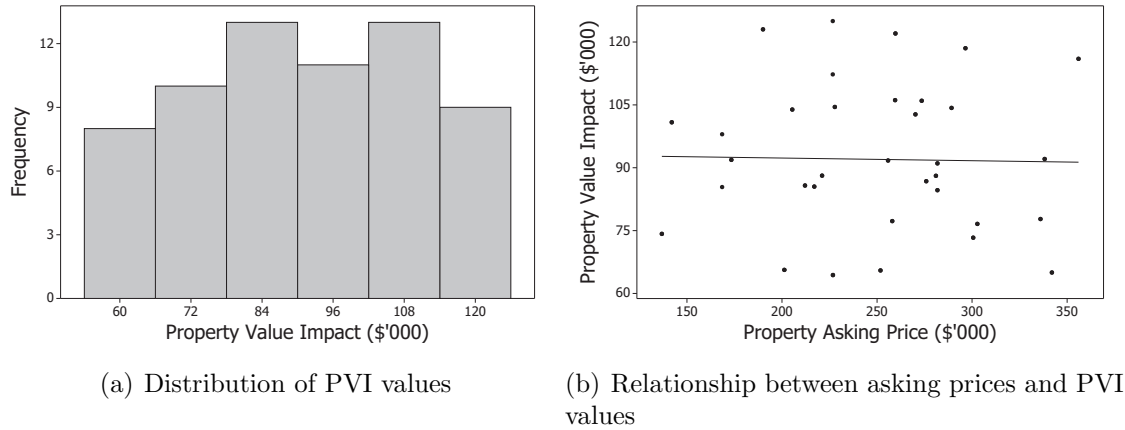 12
9
6
3
0
Frequency
60 72 84 96 108 120
Property Value Impact ($'000)
(a) Distribution of PVI values
120
105
90
75
60
Property Value Impact ($'000)
150 200 250 300 350
Property Asking Price ($'000)
(b) Relationship between asking prices and PVI
values